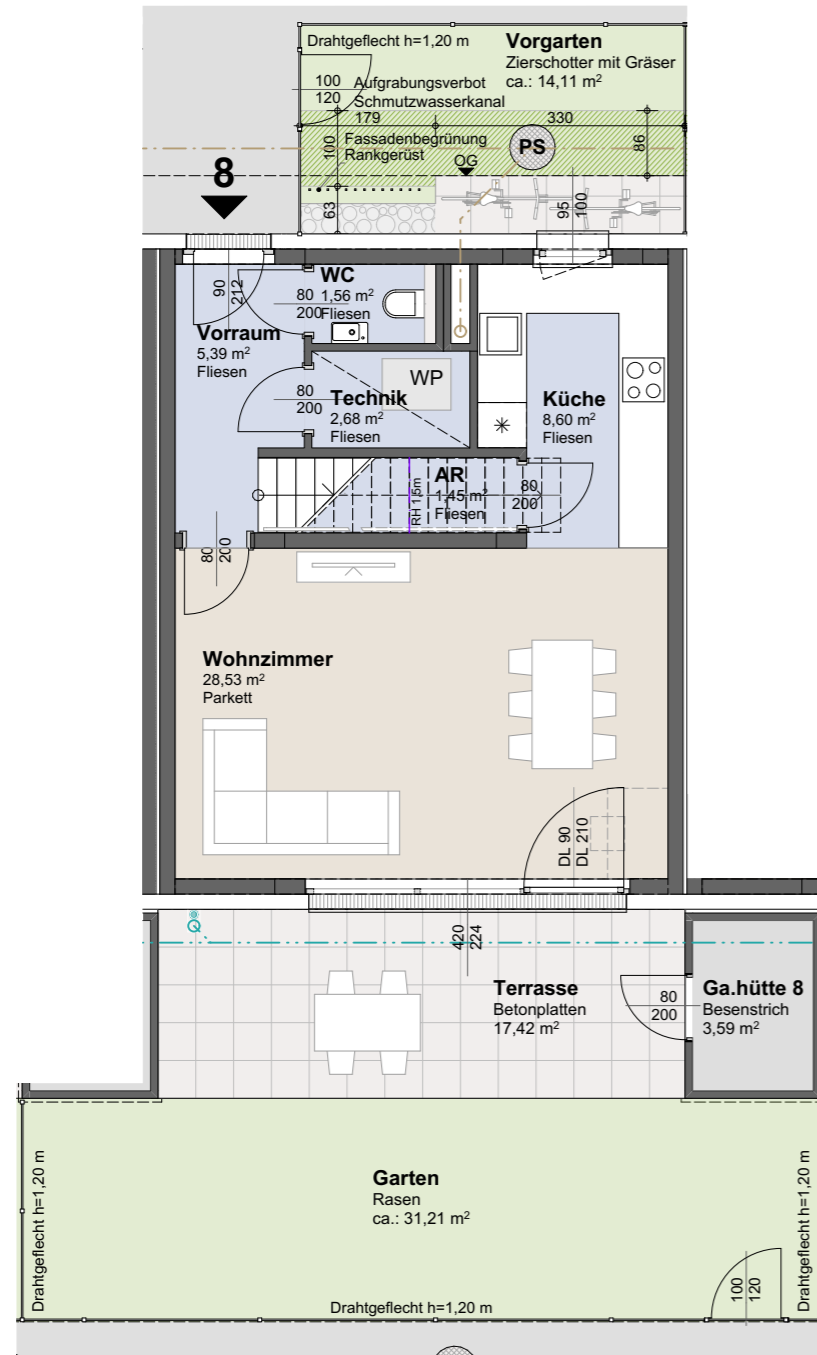 Drahtgeflecht h=1,20 m
Vorgarten
Zierschotter mit Gräser
ca.: 14,11 m²
100
120
Aufgrabungsverbot
Schmutzwasserkanal
179
330
100
Fassadenbegrünung
Rankgerüst
OG
PS
86
8
63
95
100
90
212
WC
1,56 m²
Fliesen
80
200
Vorraum
5,39 m²
Fliesen
80
200
Technik
2,68 m²
Fliesen
WP
Küche
8,60 m²
Fliesen
AR
1,45 m²
Fliesen
RH 1,5m
80
200
80
200
Wohnzimmer
28,53 m²
Parkett
DL 90
DL 210
420
224
Terrasse
Betonplatten
17,42 m²
80
200
Ga.hütte 8
Besenstrich
3,59 m²
Drahtgeflecht h=1,20 m
Garten
Rasen
ca.: 31,21 m²
Drahtgeflecht h=1,20 m
100
120
Drahtgeflecht h=1,20 m